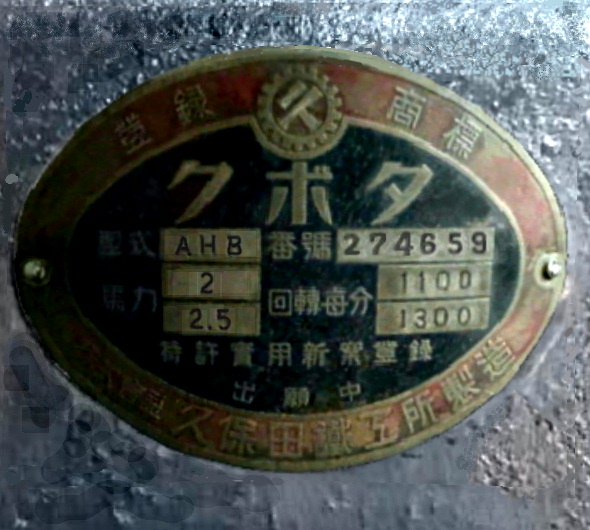 登録 久 商標
クボタ
型式 AHB 番號 274659
馬力 2 回轉每分 1100
2.5 1300
特許實用新案登錄
出願中
久保田鐵工所製造